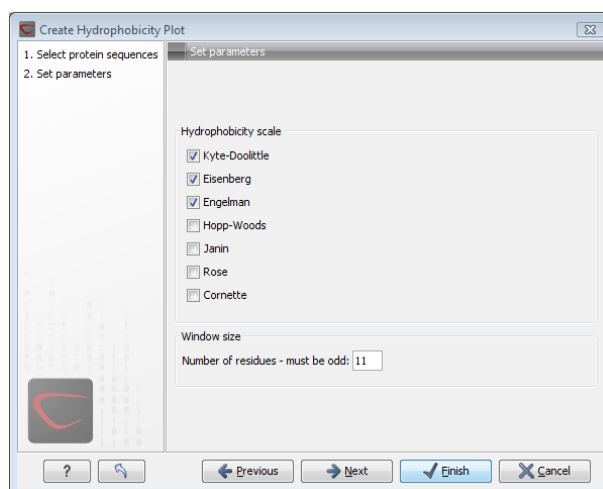 Create Hydrophobicity Plot
1. Select protein sequences
2. Set parameters
Set parameters
Hydrophobicity scale
Kyte-Doolittle
Eisenberg
Engelman
Hopp-Woods
Janin
Rose
Cornette
Window size
Number of residues - must be odd: 11
? Previous Next Finish Cancel